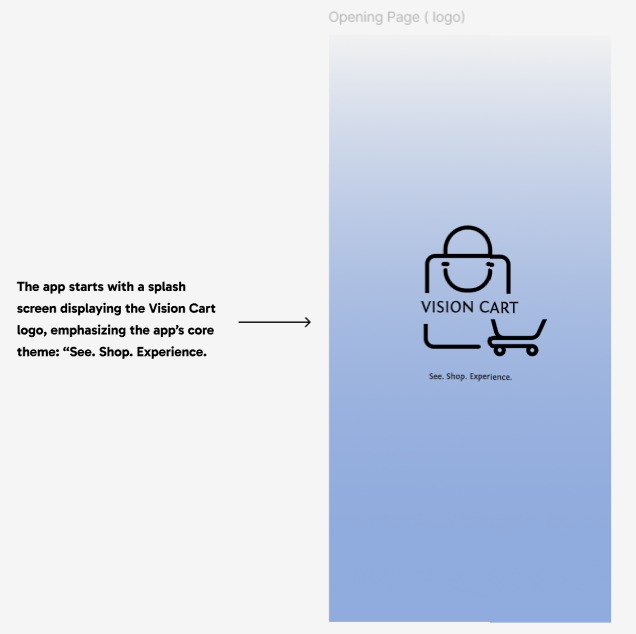 Opening Page ( logo)
The app starts with a splash
screen displaying the Vision Cart
logo, emphasizing the app's core
theme: “See. Shop. Experience.
VISION CART
See. Shop. Experience.